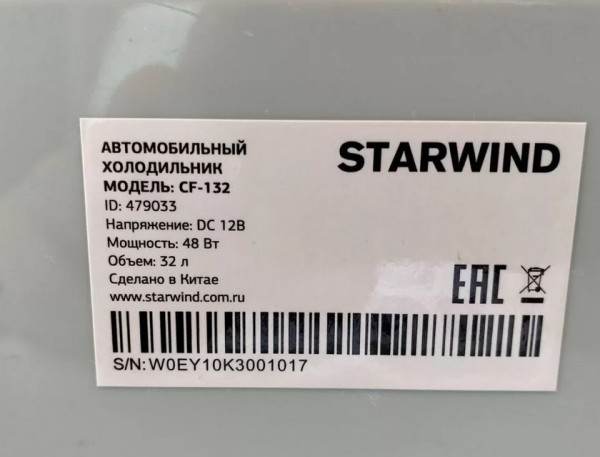 АВТОМОБИЛЬНЫЙ
ХОЛОДИЛЬНИК
МОДЕЛЬ: CF-132
ID: 479033
Напряжение: DC 12В
Мощность: 48 Вт
Объем: 32 л
Сделано в Китае
www.starwind.com.ru
STARWIND
EAC
S/N: W0EY10K3001017